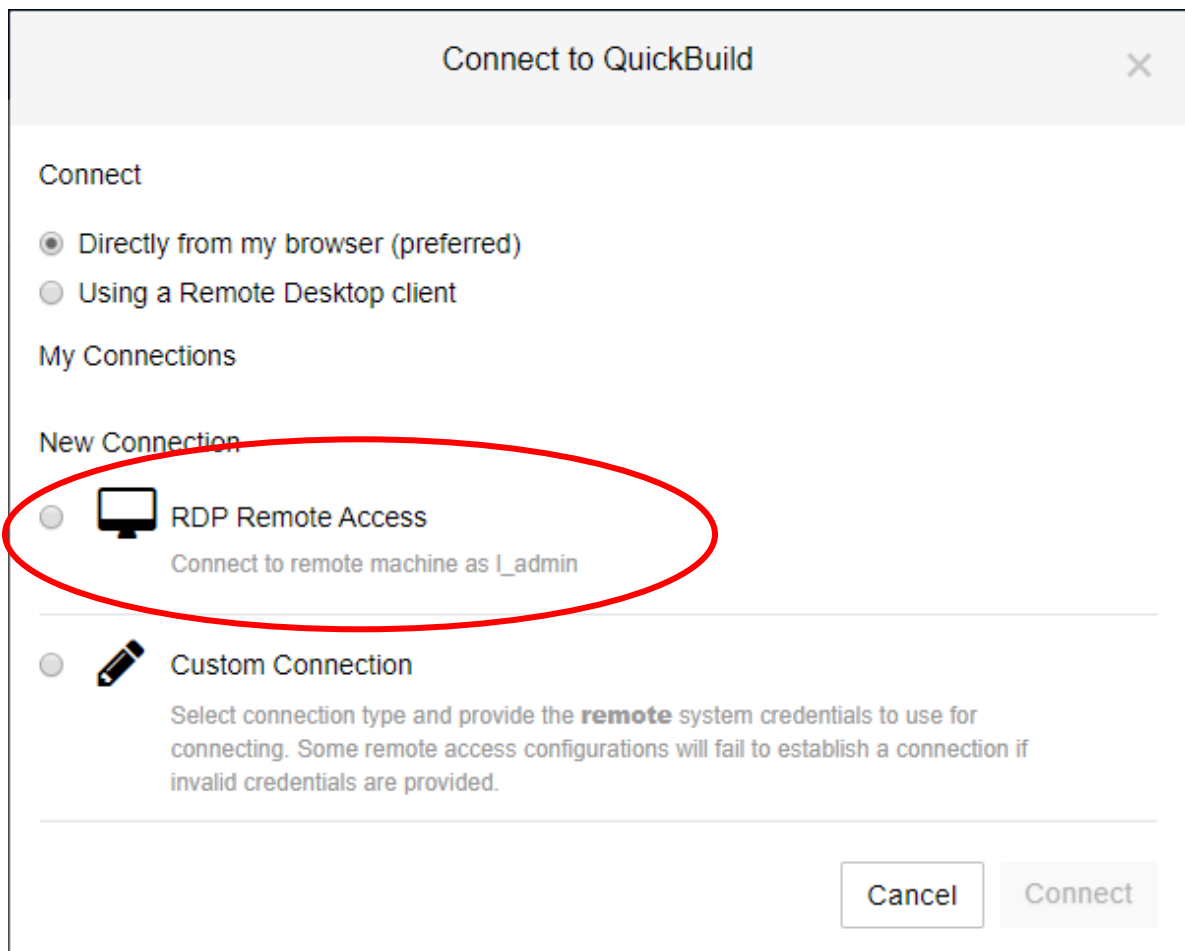 Connect to QuickBuild
Connect
Directly from my browser (preferred)
Using a Remote Desktop client
My Connections
New Connection
RDP Remote Access
Connect to remote machine as l_admin
Custom Connection
Select connection type and provide the remote system credentials to use for
connecting. Some remote access configurations will fail to establish a connection if
invalid credentials are provided.
Cancel
Connect